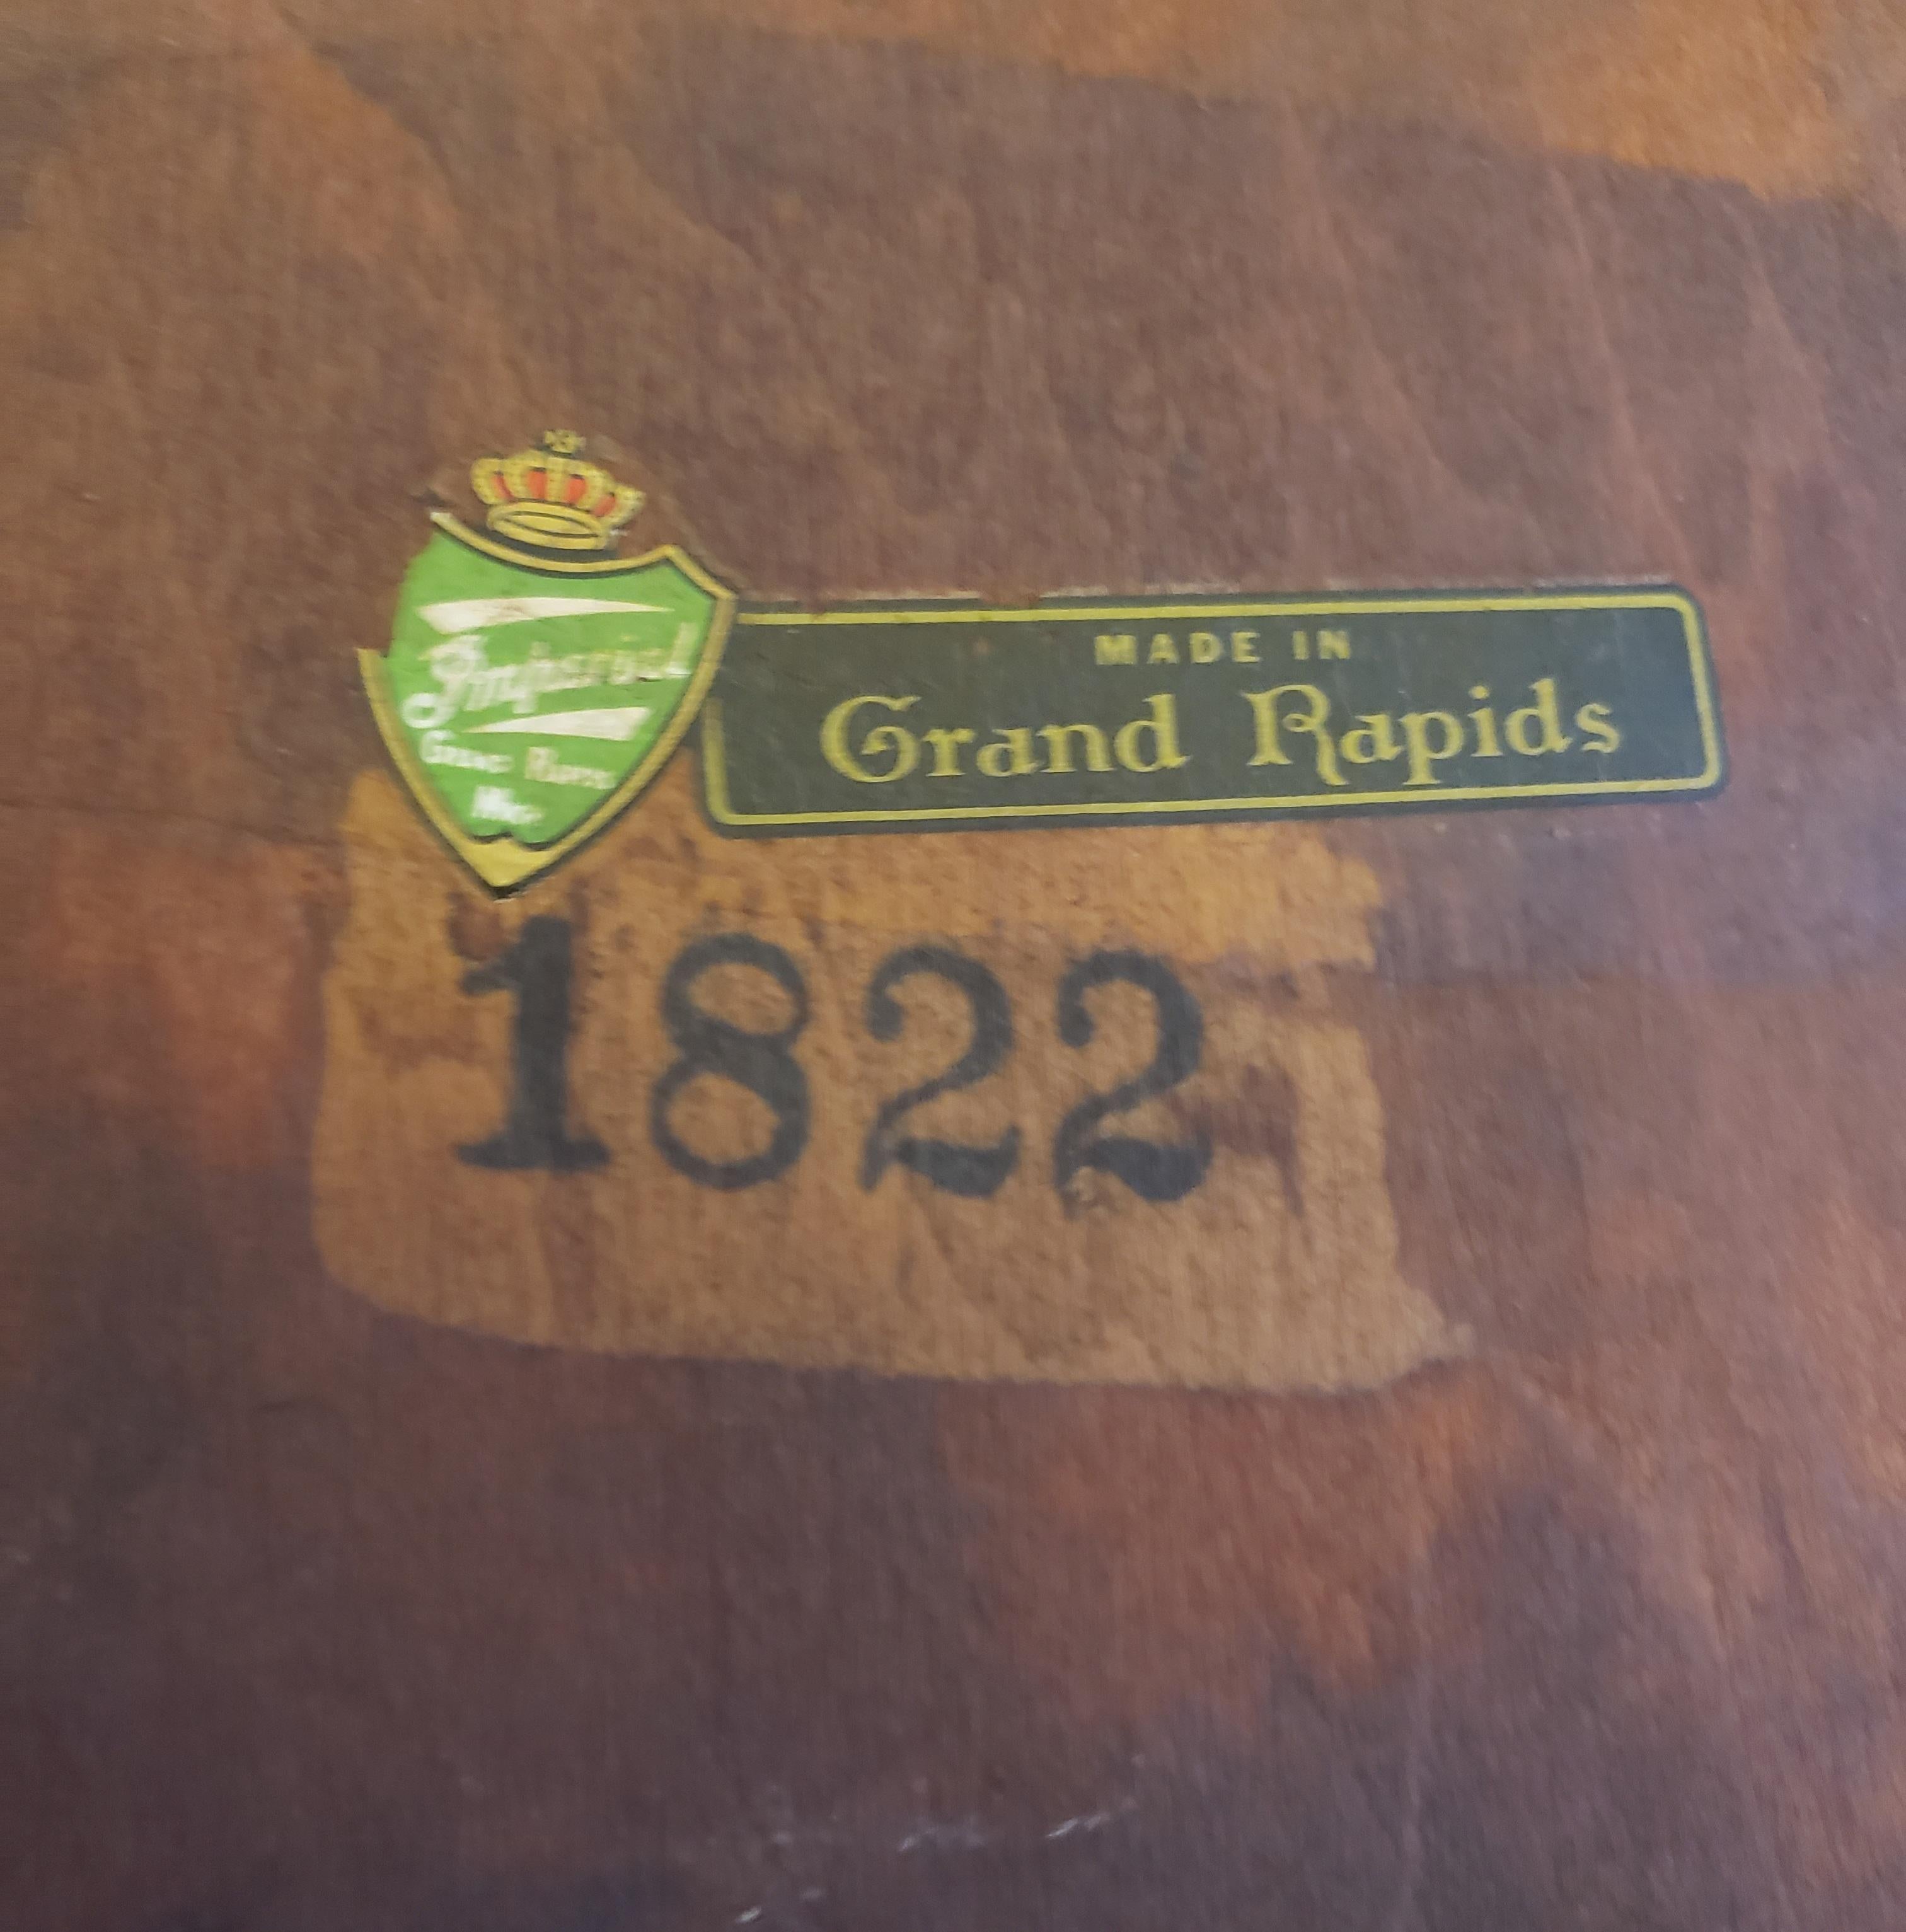 Imperial
Grand Rapids
Mich.
MADE IN
Grand Rapids
1822